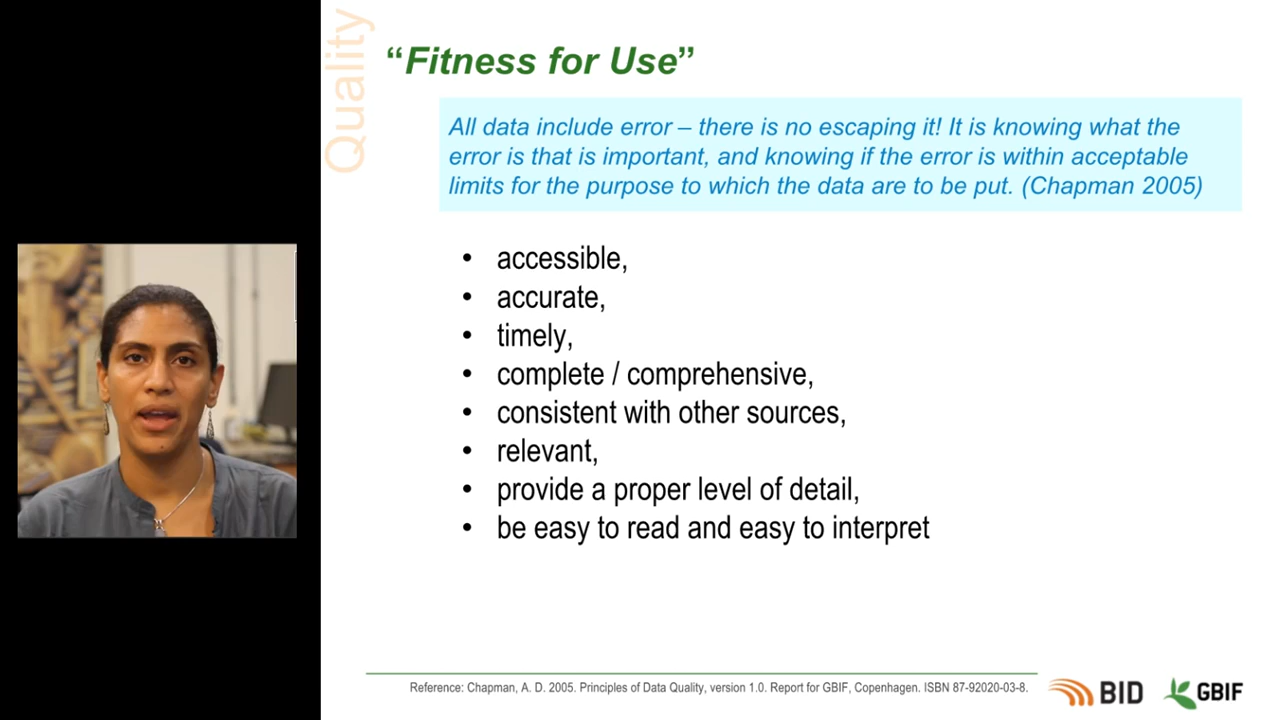 Quality
“Fitness for Use”
All data include error – there is no escaping it! It is knowing what the
error is that is important, and knowing if the error is within acceptable
limits for the purpose to which the data are to be put. (Chapman 2005)
• accessible,
• accurate,
• timely,
• complete / comprehensive,
• consistent with other sources,
• relevant,
• provide a proper level of detail,
• be easy to read and easy to interpret
Reference: Chapman, A. D. 2005. Principles of Data Quality, version 1.0. Report for GBIF, Copenhagen. ISBN 87-92020-03-8.
BID
GBIF